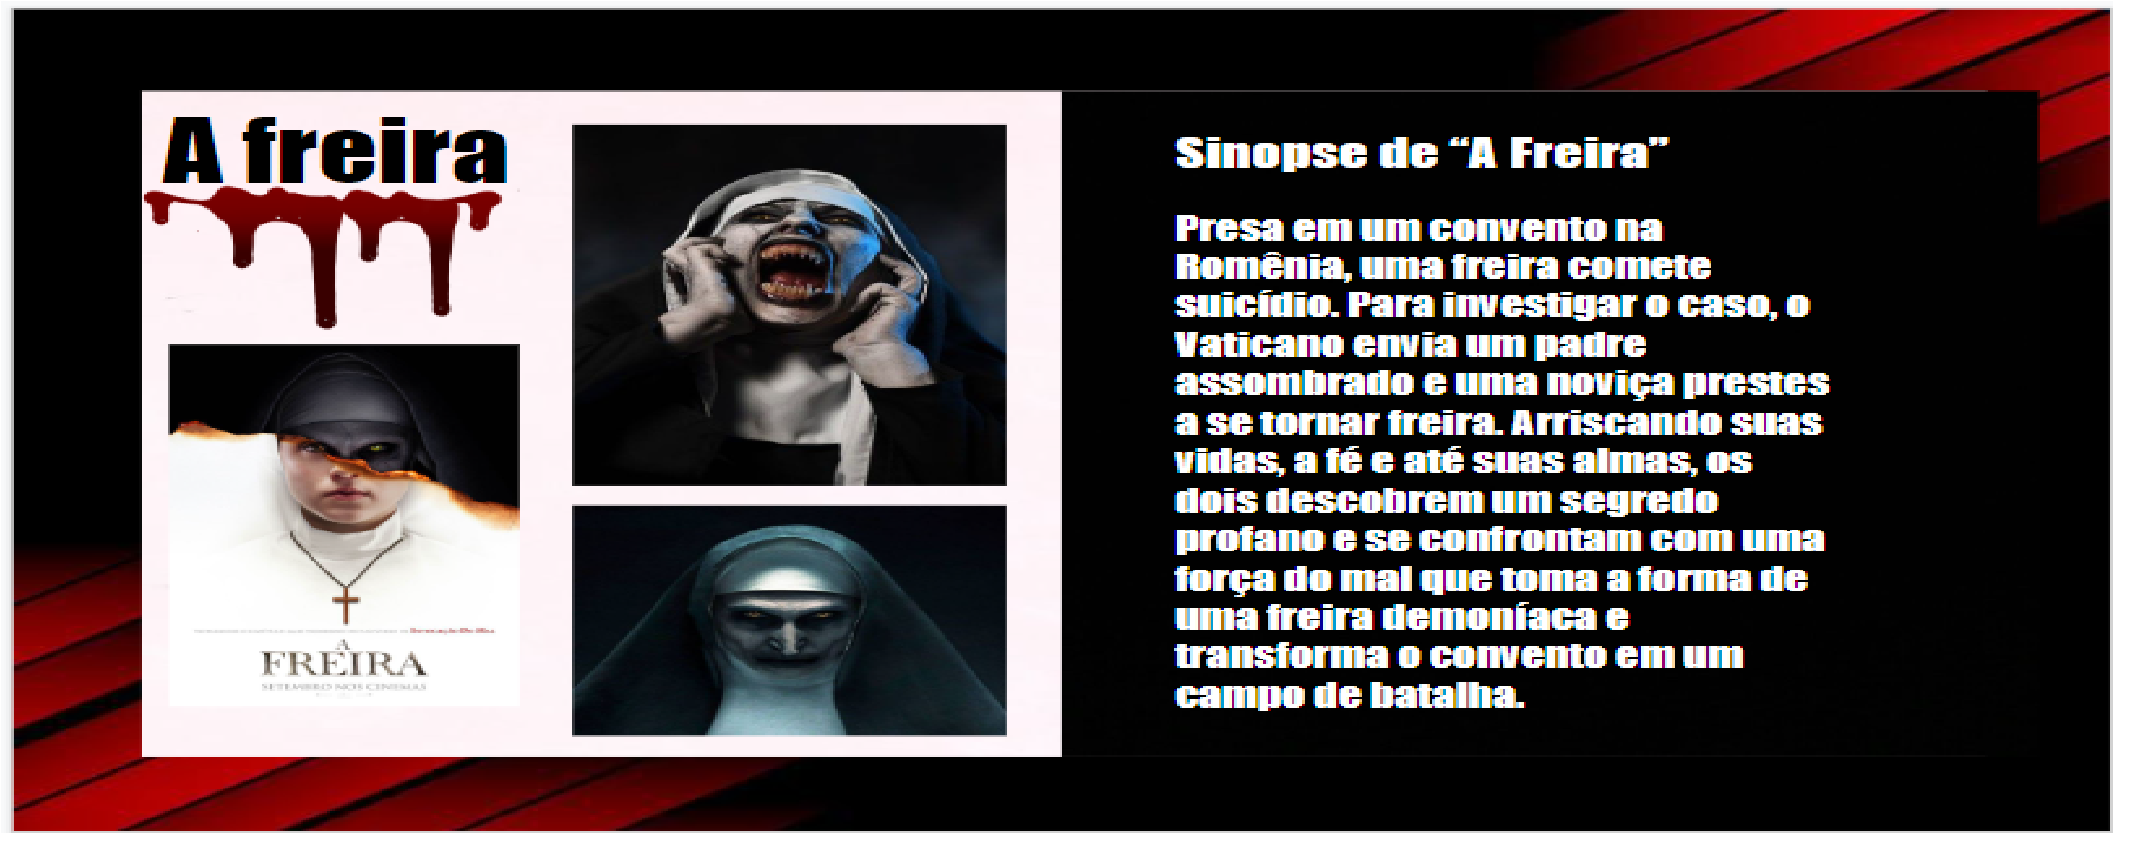 A freira
A
FREIRA
SETEMBRO NOS CINEMAS
Sinopse de “A Freira”
Presa em um convento na
Romênia, uma freira comete
suicídio. Para investigar o caso, o
Vaticano envia um padre
assombrado e uma noviça prestes
a se tornar freira. Arriscando suas
vidas, a fé e até suas almas, os
dois descobrem um segredo
profano e se confrontam com uma
força do mal que toma a forma de
uma freira demoníaca e
transforma o convento em um
campo de batalha.